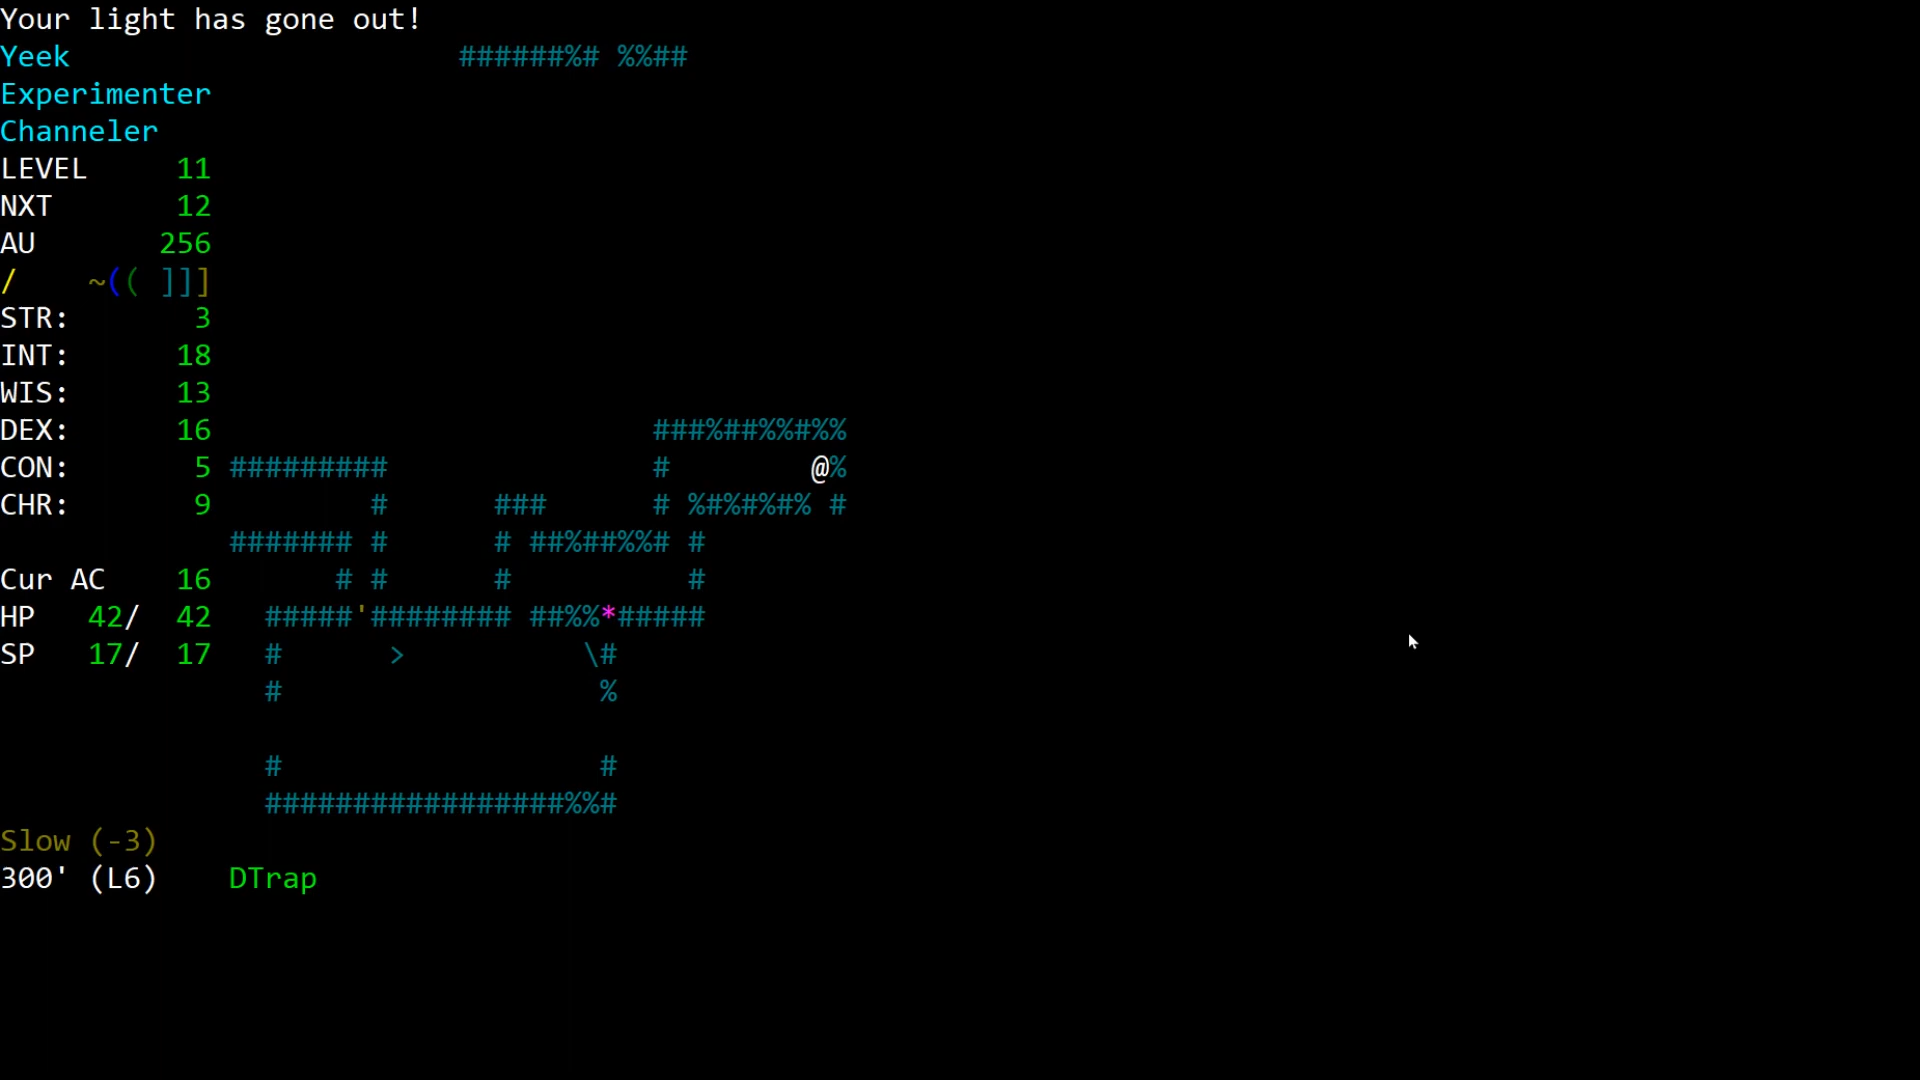 Your light has gone out!
Yeek                      ######%# %%##
Experimenter
Channeler
LEVEL     11
NXT       12
AU       256
/    ~(( ]]]
STR:       3
INT:      18
WIS:      13
DEX:      16                         ###%##%%#%%
CON:       5 #########               #        @%
CHR:       9         #      ###      # %#%#%#% #
             ####### #      # ##%##%%# #
Cur AC    16       # #      #          #
HP   42/  42   #####'######## ##%%*#####
SP   17/  17   #      >          \#
               #                  %
               #                  #
               #################%%#
Slow (-3)
300' (L6)    DTrap